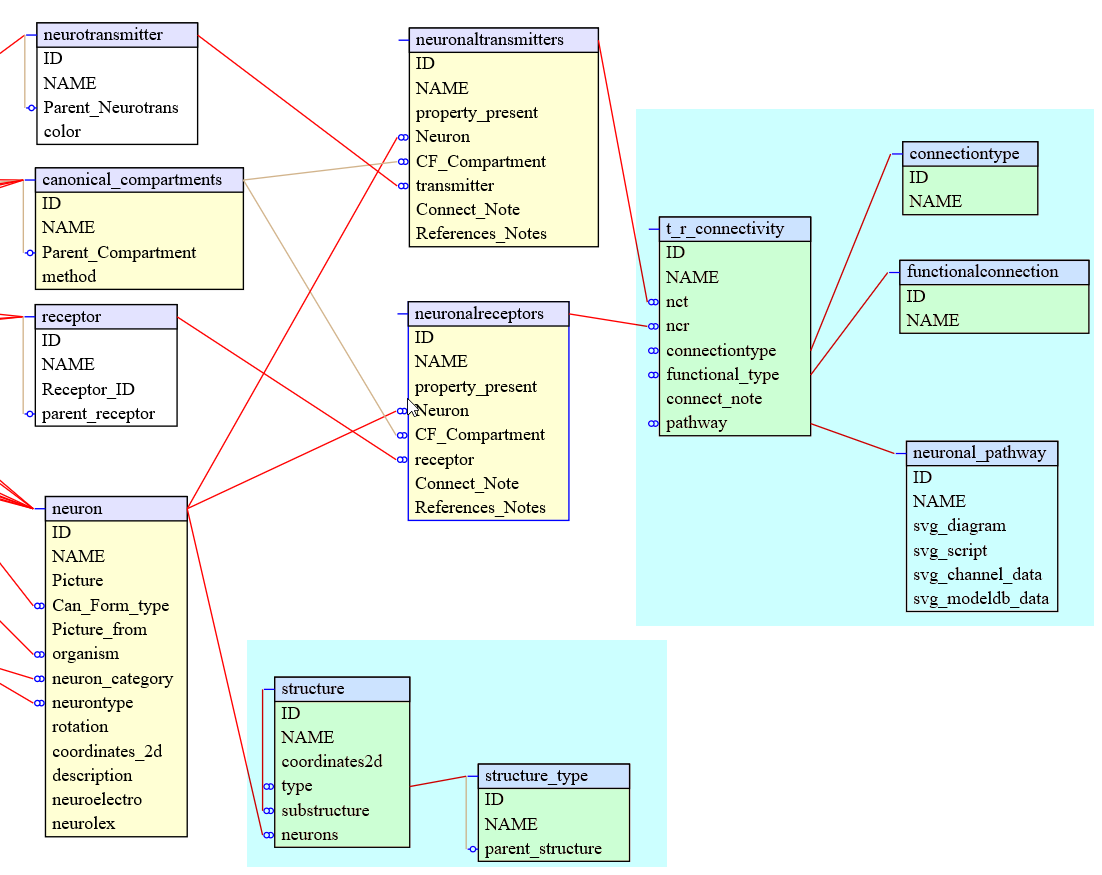 neurotransmitter
ID
NAME
Parent_Neurotrans
color
canonical_compartments
ID
NAME
Parent_Compartment
method
receptor
ID
NAME
Receptor_ID
parent_receptor
neuron
ID
NAME
Picture
Can_Form_type
Picture_from
organism
neuron_category
neurontype
rotation
coordinates_2d
description
neuroelectro
neurolex
neuronaltransmitters
ID
NAME
property_present
Neuron
CF_Compartment
transmitter
Connect_Note
References_Notes
neuronalreceptors
ID
NAME
property_present
Neuron
CF_Compartment
receptor
Connect_Note
References_Notes
structure
ID
NAME
coordinates2d
type
substructure
neurons
structure_type
ID
NAME
parent_structure
t_r_connectivity
ID
NAME
nct
ncr
connectiontype
functional_type
connect_note
pathway
connectiontype
ID
NAME
functionalconnection
ID
NAME
neuronal_pathway
ID
NAME
svg_diagram
svg_script
svg_channel_data
svg_modeldb_data